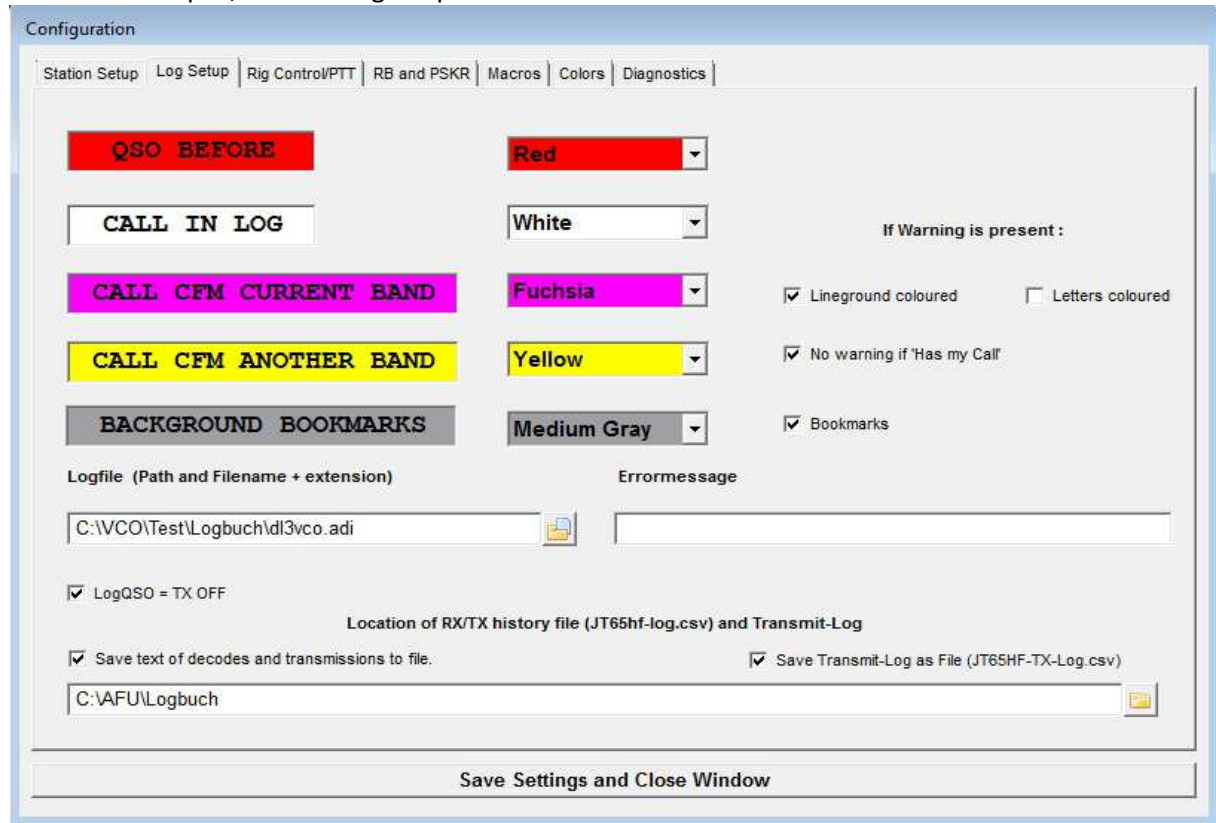 Configuration
Station Setup Log Setup Rig Control/PTT RB and PSKR Macros Colors Diagnostics
QSO BEFORE Red
CALL IN LOG White
If Warning is present :
CALL CFM CURRENT BAND Fuchsia
Lineground coloured Letters coloured
CALL CFM ANOTHER BAND Yellow
No warning if 'Has my Call'
BACKGROUND BOOKMARKS Medium Gray
Bookmarks
Logfile (Path and Filename + extension) Errormessage
C:\VCO\Test\Logbuch\dl3vco.adi
LogQSO = TX OFF
Location of RX/TX history file (JT65hf-log.csv) and Transmit-Log
Save text of decodes and transmissions to file. Save Transmit-Log as File (JT65HF-TX-Log.csv)
C:\AFU\Logbuch
Save Settings and Close Window